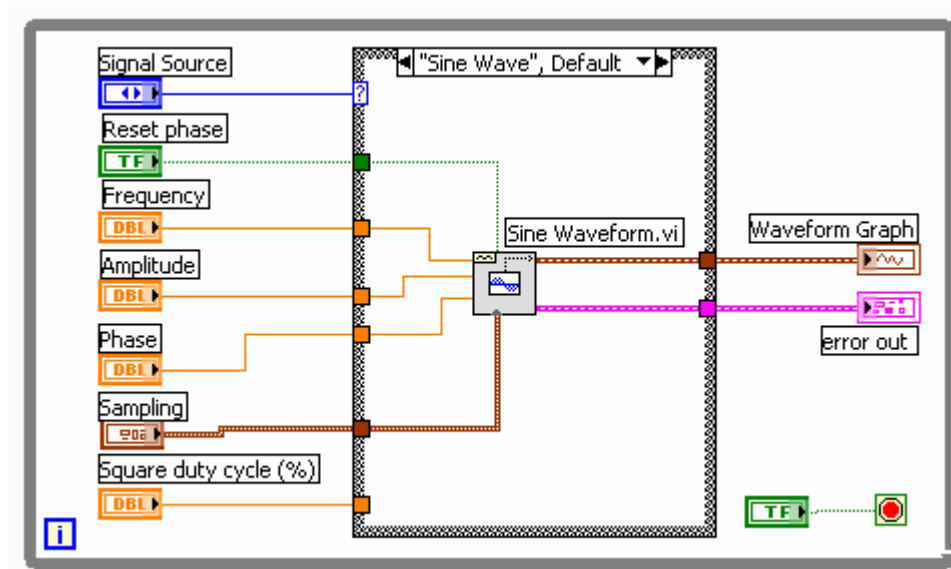 Signal Source
"Sine Wave", Default
?
Reset phase
TF
Frequency
DBL
Sine Waveform.vi
Waveform Graph
Amplitude
DBL
Phase
DBL
error out
Sampling
Square duty cycle (%)
DBL
TF
i